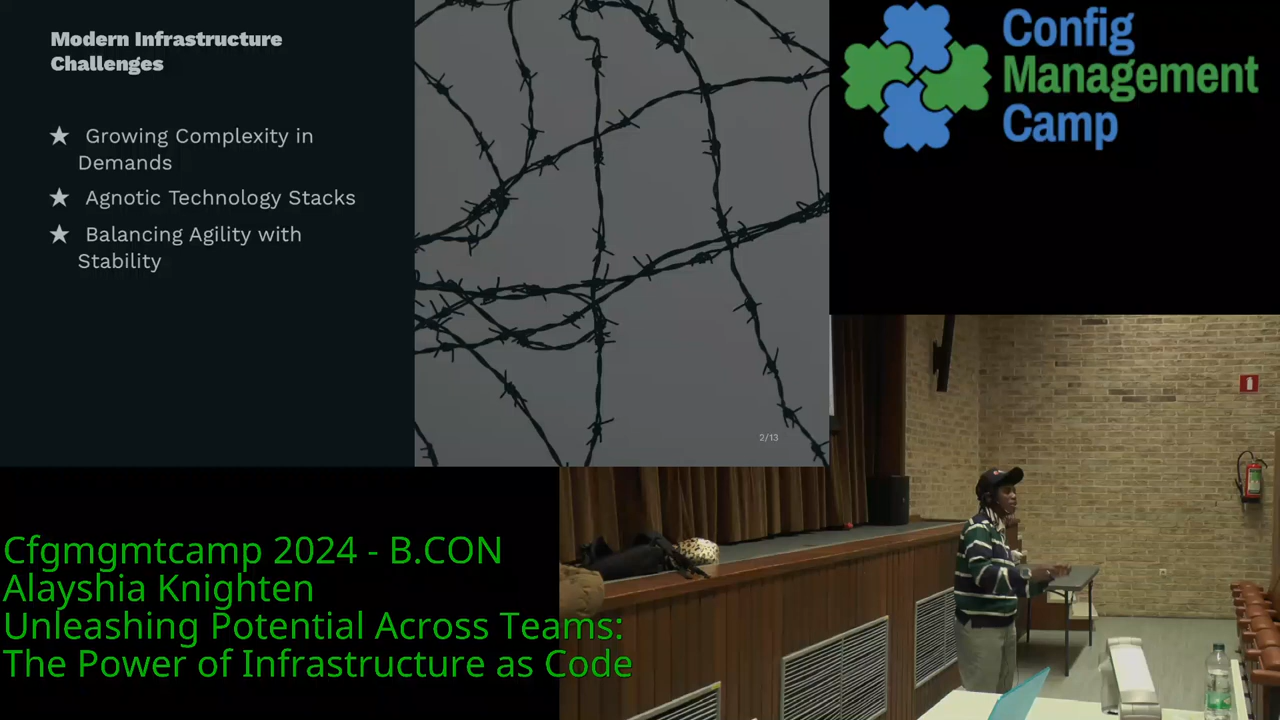 Modern Infrastructure
Challenges
★ Growing Complexity in
Demands
★ Agnotic Technology Stacks
★ Balancing Agility with
Stability
2/13
Config
Management
Camp
Cfgmgmtcamp 2024 - B.CON
Alayshia Knighten
Unleashing Potential Across Teams:
The Power of Infrastructure as Code